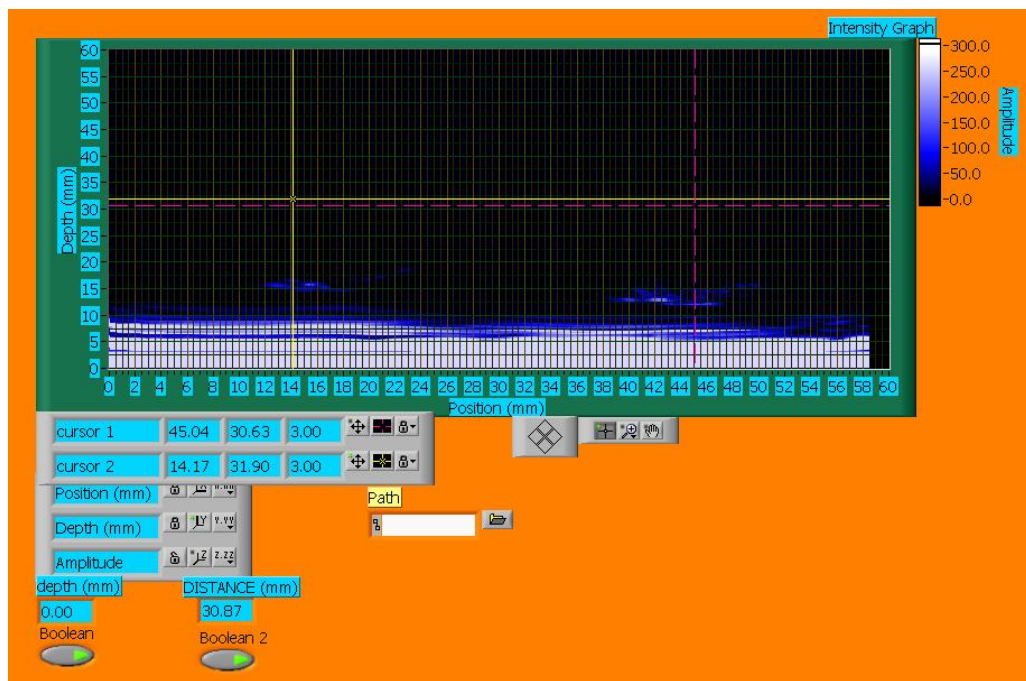 Intensity Graph
60
55
50
45
40
35
30
25
20
15
10
5
0
Depth (mm)
0 2 4 6 8 10 12 14 16 18 20 22 24 26 28 30 32 34 36 38 40 42 44 46 48 50 52 54 56 58 60
Position (mm)
300.0
250.0
200.0
150.0
100.0
50.0
0.0
Amplitude
cursor 1 45.04 30.63 3.00
cursor 2 14.17 31.90 3.00
Position (mm)
Depth (mm) Y Y.YY
Amplitude Z Z.ZZ
Path
depth (mm)
0.00
Boolean
DISTANCE (mm)
30.87
Boolean 2